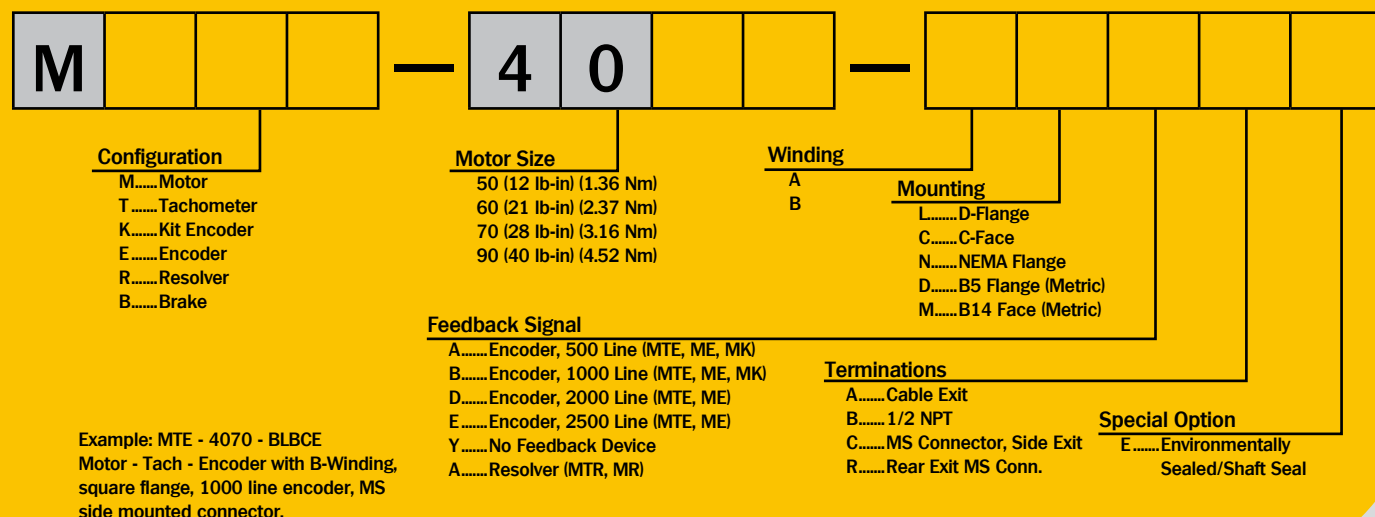 M — 4 0 —
Configuration
M......Motor
T.......Tachometer
K.......Kit Encoder
E.......Encoder
R.......Resolver
B.......Brake
Motor Size
50 (12 lb-in) (1.36 Nm)
60 (21 lb-in) (2.37 Nm)
70 (28 lb-in) (3.16 Nm)
90 (40 lb-in) (4.52 Nm)
Winding
A
B
Mounting
L.......D-Flange
C.......C-Face
N.......NEMA Flange
D.......B5 Flange (Metric)
M......B14 Face (Metric)
Feedback Signal
A.......Encoder, 500 Line (MTE, ME, MK)
B.......Encoder, 1000 Line (MTE, ME, MK)
D.......Encoder, 2000 Line (MTE, ME)
E.......Encoder, 2500 Line (MTE, ME)
Y.......No Feedback Device
A.......Resolver (MTR, MR)
Terminations
A.......Cable Exit
B.......1/2 NPT
C.......MS Connector, Side Exit
R.......Rear Exit MS Conn.
Special Option
E.......Environmentally
Sealed/Shaft Seal
Example: MTE - 4070 - BLBCE
Motor - Tach - Encoder with B-Winding,
square flange, 1000 line encoder, MS
side mounted connector.